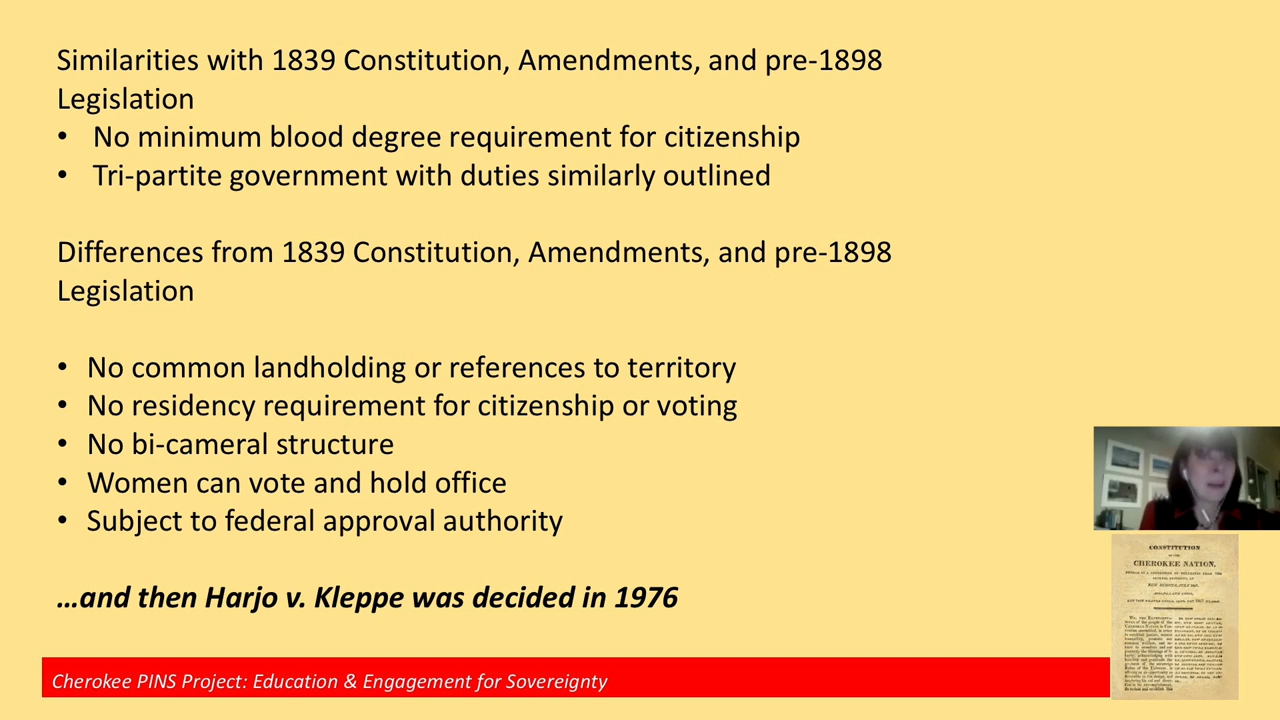 Similarities with 1839 Constitution, Amendments, and pre-1898
Legislation
• No minimum blood degree requirement for citizenship
• Tri-partite government with duties similarly outlined
Differences from 1839 Constitution, Amendments, and pre-1898
Legislation
• No common landholding or references to territory
• No residency requirement for citizenship or voting
• No bi-cameral structure
• Women can vote and hold office
• Subject to federal approval authority
…and then Harjo v. Kleppe was decided in 1976
CONSTITUTION
OF THE
CHEROKEE NATION,
Cherokee PINS Project: Education & Engagement for Sovereignty